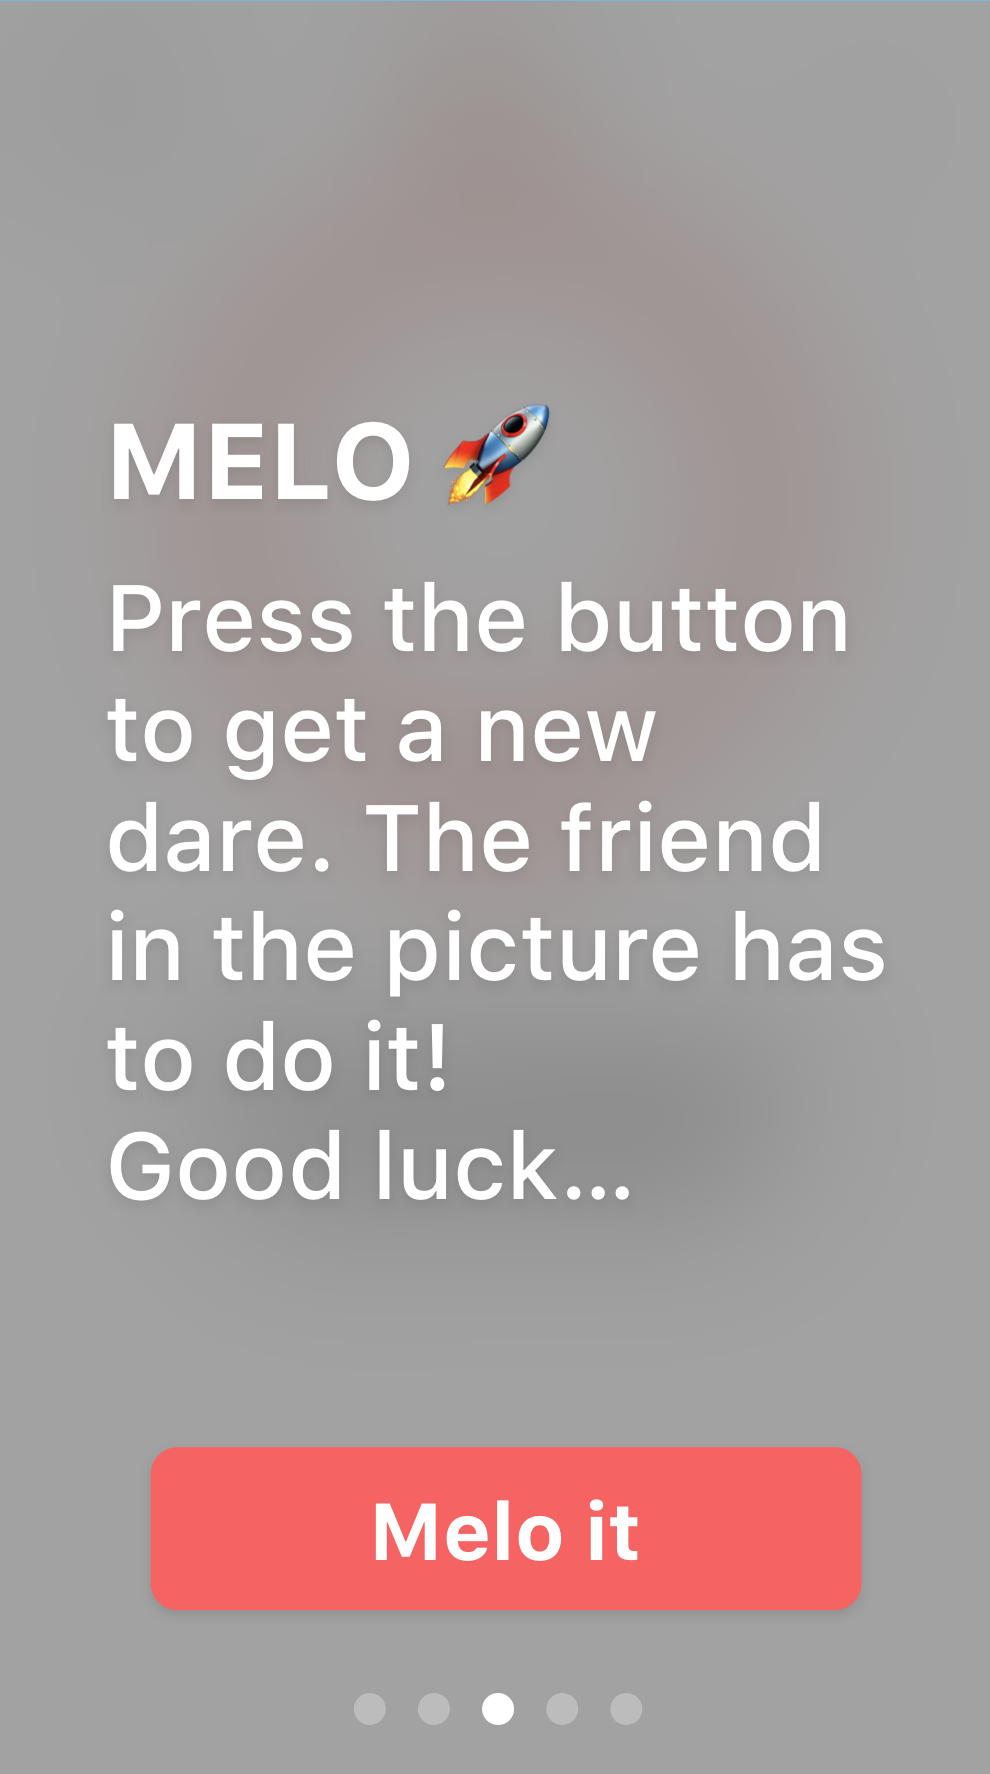 MELO 🚀
Press the button
to get a new
dare. The friend
in the picture has
to do it!
Good luck...
Melo it